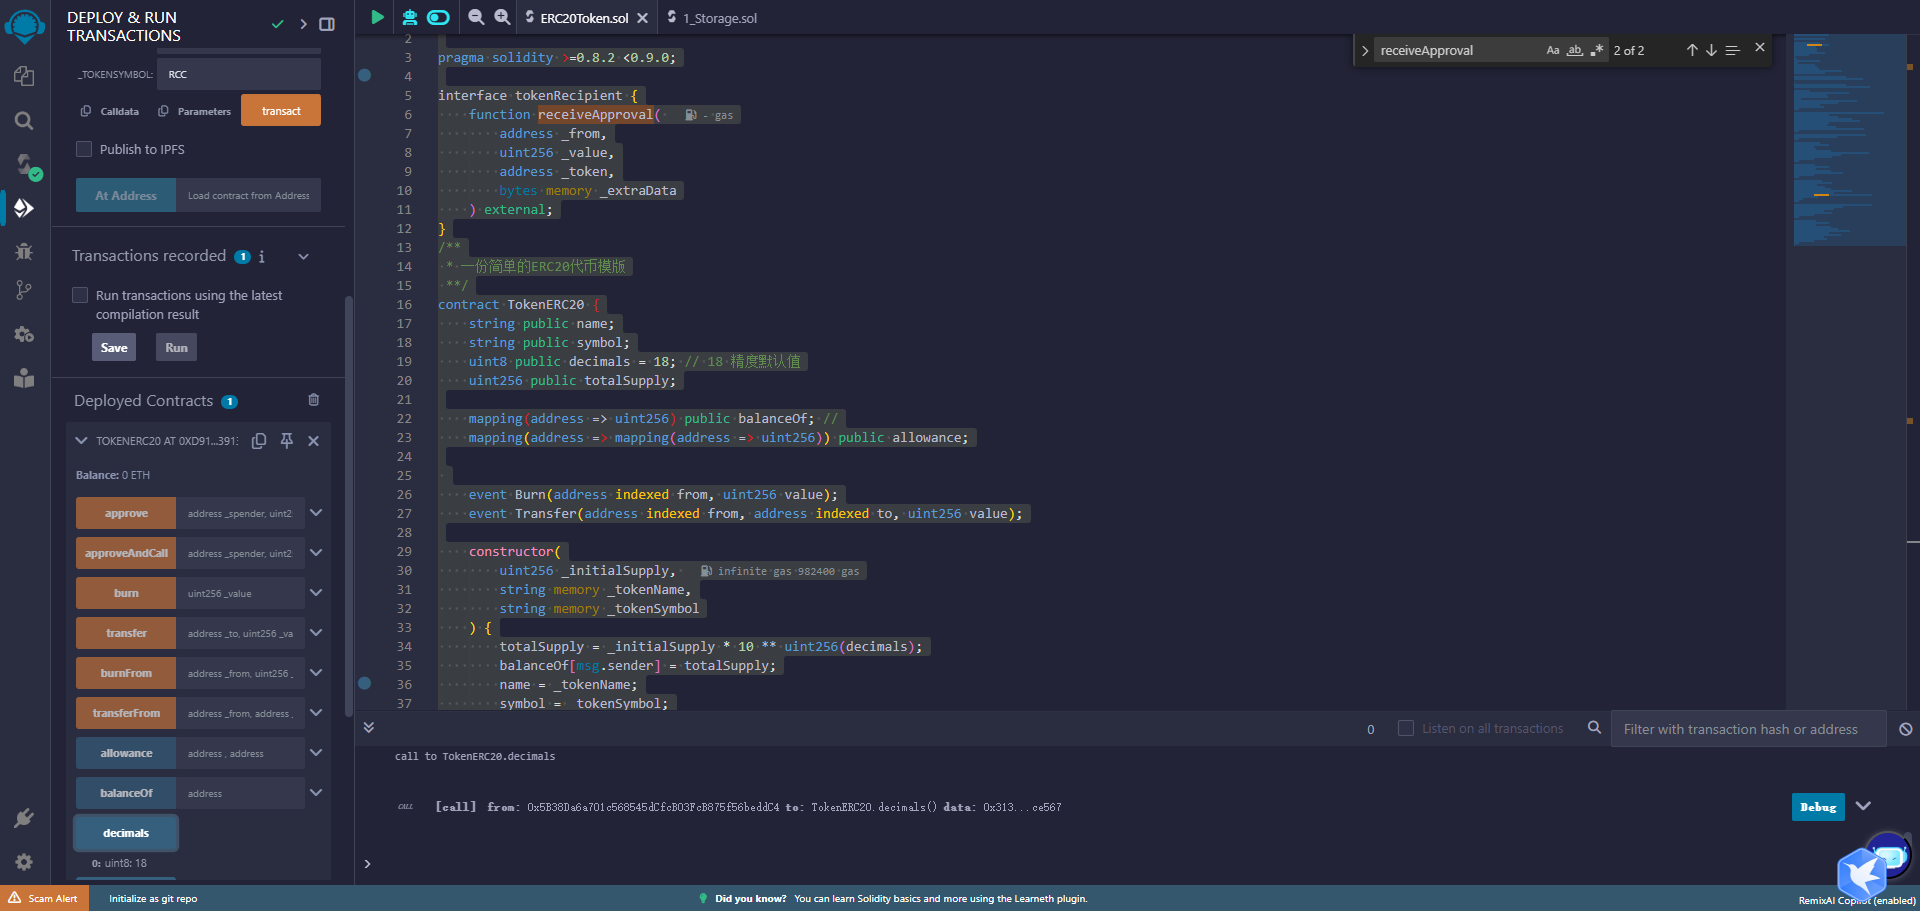 DEPLOY & RUN
TRANSACTIONS
_TOKENSYMBOL: RCC
Calldata Parameters transact
Publish to IPFS
At Address Load contract from Address
Transactions recorded 1 i
Run transactions using the latest
compilation result
Save Run
Deployed Contracts 1
TOKENERC20 AT 0XD91...3913
Balance: 0 ETH
approve address _spender, uint2
approveAndCall address _spender, uint2
burn uint256 _value
transfer address _to, uint256 _va
burnFrom address _from, uint256 _
transferFrom address _from, address _
allowance address , address
balanceOf address
decimals
0: uint8: 18
ERC20Token.sol 1_Storage.sol
receiveApproval Aa ab 2 of 2
2
3 pragma solidity >=0.8.2 <0.9.0;
4
5 interface tokenRecipient {
6 function receiveApproval( - gas
7 address _from,
8 uint256 _value,
9 address _token,
10 bytes memory _extraData
11 ) external;
12 }
13 /**
14 * 一份简单的ERC20代币模版
15 **/
16 contract TokenERC20 {
17 string public name;
18 string public symbol;
19 uint8 public decimals = 18; // 18 精度默认值
20 uint256 public totalSupply;
21
22 mapping(address => uint256) public balanceOf; //
23 mapping(address => mapping(address => uint256)) public allowance;
24
25
26 event Burn(address indexed from, uint256 value);
27 event Transfer(address indexed from, address indexed to, uint256 value);
28
29 constructor(
30 uint256 _initialSupply, infinite gas 982400 gas
31 string memory _tokenName,
32 string memory _tokenSymbol
33 ) {
34 totalSupply = _initialSupply * 10 ** uint256(decimals);
35 balanceOf[msg.sender] = totalSupply;
36 name = _tokenName;
37 symbol = _tokenSymbol;
0 Listen on all transactions Filter with transaction hash or address
call to TokenERC20.decimals
CALL [call] from: 0x5B38Da6a701c568545dCfcB03FcB875f56beddC4 to: TokenERC20.decimals() data: 0x313...ce567 Debug
>
Scam Alert Initialize as git repo Did you know? You can learn Solidity basics and more using the Learneth plugin. RemixAI Copilot (enabled)